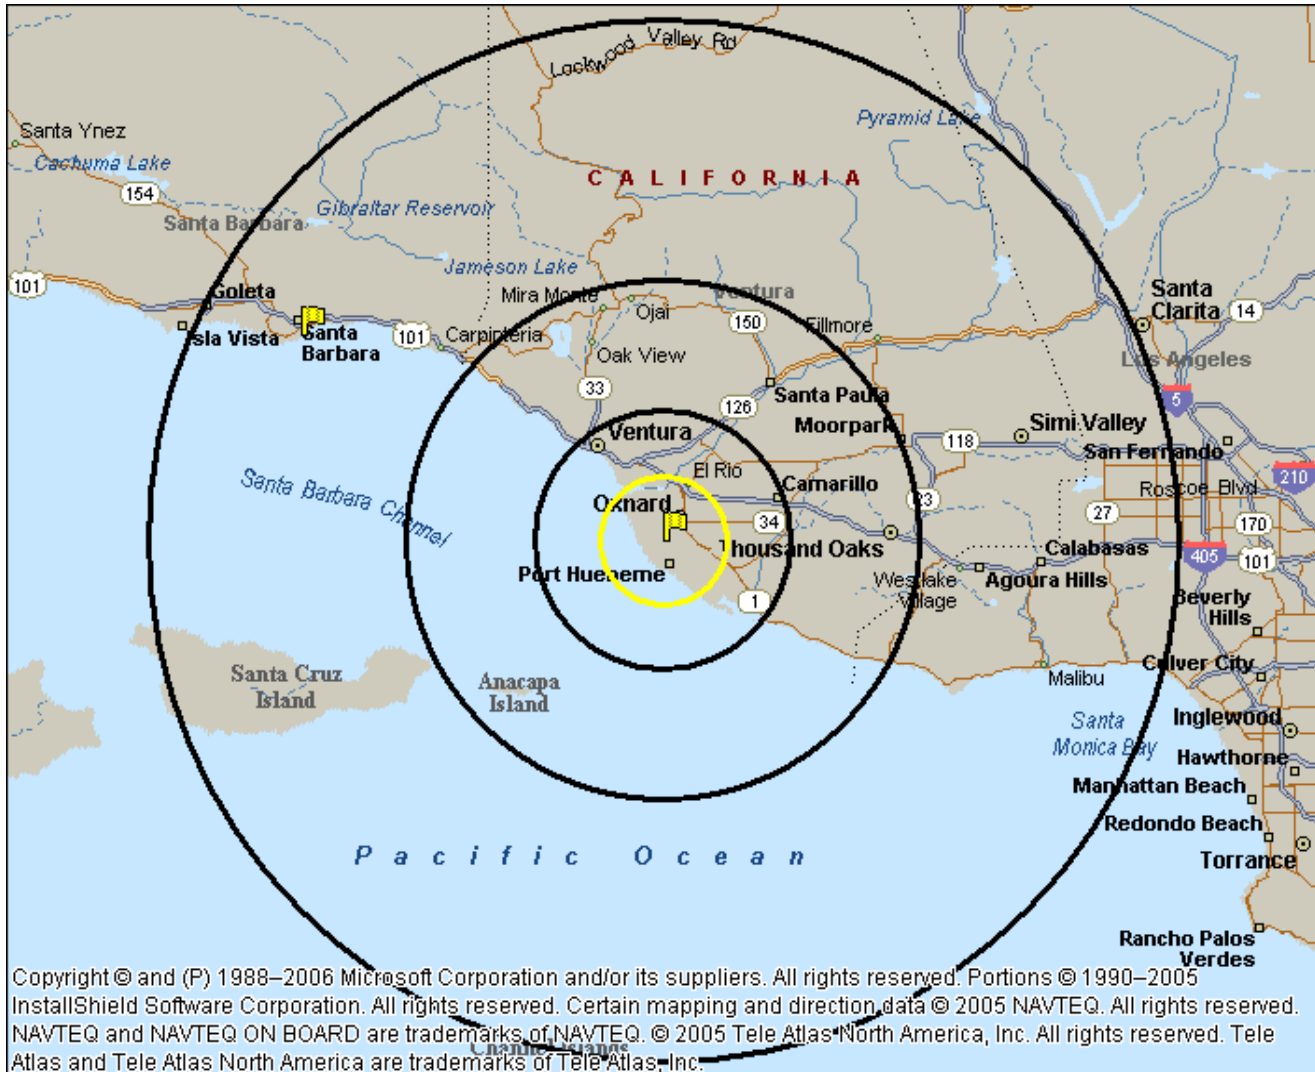 Lockwood Valley Rd
Pyramid Lake
Santa Ynez
Cachuma Lake
154
CALIFORNIA
Gibraltar Reservoir
Santa Barbara
Jameson Lake
101
Goleta
Mira Monte
Ventura
Santa
Clarita
Ojai
150
14
Isla Vista
Santa
Barbara
101
Carpinteria
Fillmore
Oak View
Los Angeles
33
Santa Paula
5
126
Moorpark
Ventura
118
Simi Valley
San Fernando
El Rio
210
Santa Barbara Channel
Camarillo
Roscoe Blvd
Oxnard
34
23
27
170
Thousand Oaks
Calabasas
405
101
Port Hueneme
Westlake
Village
Agoura Hills
1
Beverly
Hills
Santa Cruz
Island
Anacapa
Island
Culver City
Malibu
Santa
Monica Bay
Inglewood
Hawthorne
Manhattan Beach
Redondo Beach
Pacific Ocean
Torrance
Rancho Palos
Verdes
Copyright © and (P) 1988–2006 Microsoft Corporation and/or its suppliers. All rights reserved. Portions © 1990–2005
InstallShield Software Corporation. All rights reserved. Certain mapping and direction data © 2005 NAVTEQ. All rights reserved.
NAVTEQ and NAVTEQ ON BOARD are trademarks of NAVTEQ. © 2005 Tele Atlas North America, Inc. All rights reserved. Tele
Channel Islands
Atlas and Tele Atlas North America are trademarks of Tele Atlas, Inc.